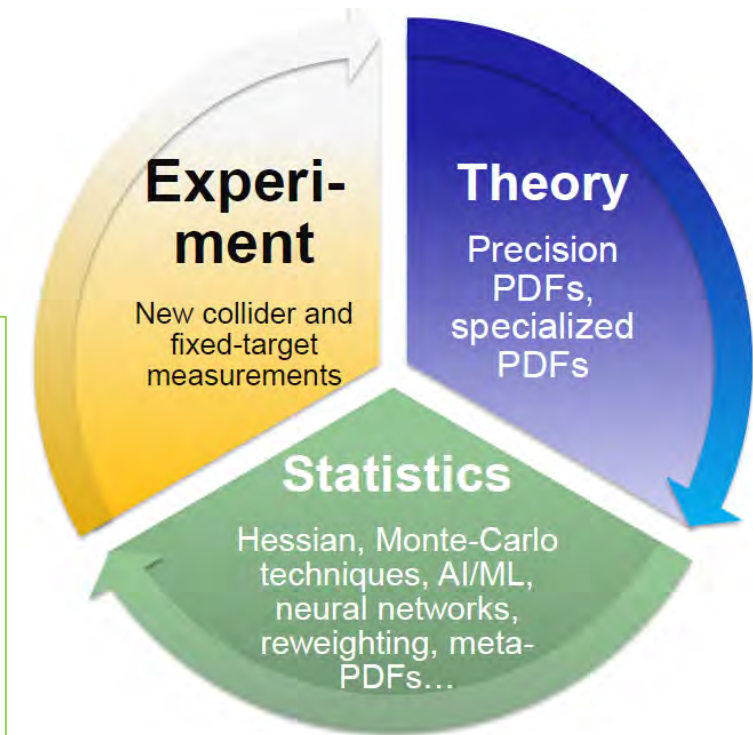 Experi-
ment
New collider and
fixed-target
measurements
Theory
Precision
PDFs,
specialized
PDFs
Statistics
Hessian, Monte-Carlo
techniques, AI/ML,
neural networks,
reweighting, meta-
PDFs…